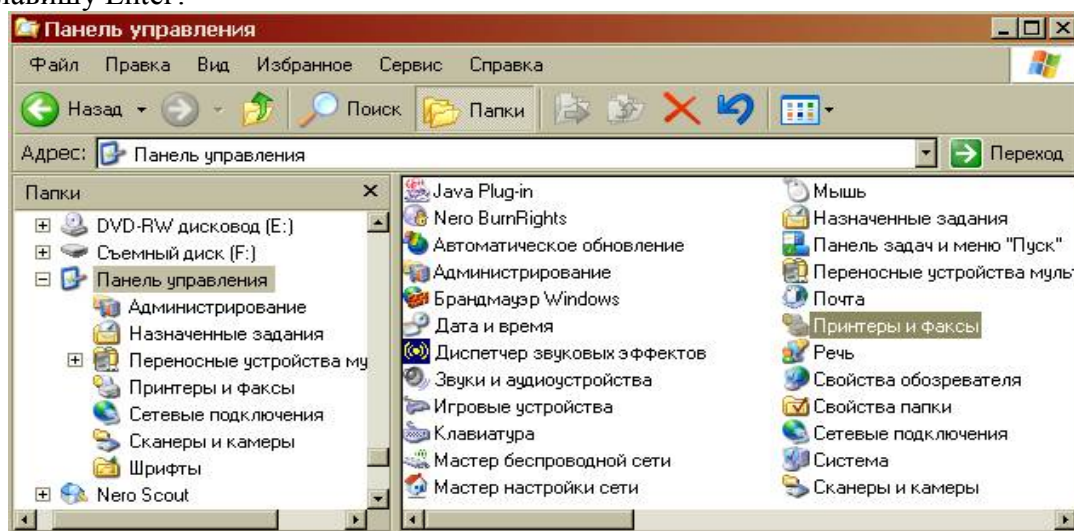 лавишу Enter?
Панель управления
Файл Правка Вид Избранное Сервис Справка
Назад Поиск Папки
Адрес: Панель управления Переход
Папки
DVD-RW дисковод (E:)
Съемный диск (F:)
Панель управления
Администрирование
Назначенные задания
Переносные устройства му
Принтеры и факсы
Сетевые подключения
Сканеры и камеры
Шрифты
Nero Scout
Java Plug-in
Nero BurnRights
Автоматическое обновление
Администрирование
Брандмауэр Windows
Дата и время
Диспетчер звуковых эффектов
Звуки и аудиоустройства
Игровые устройства
Клавиатура
Мастер беспроводной сети
Мастер настройки сети
Мышь
Назначенные задания
Панель задач и меню "Пуск"
Переносные устройства муль
Почта
Принтеры и факсы
Речь
Свойства обозревателя
Свойства папки
Сетевые подключения
Система
Сканеры и камеры